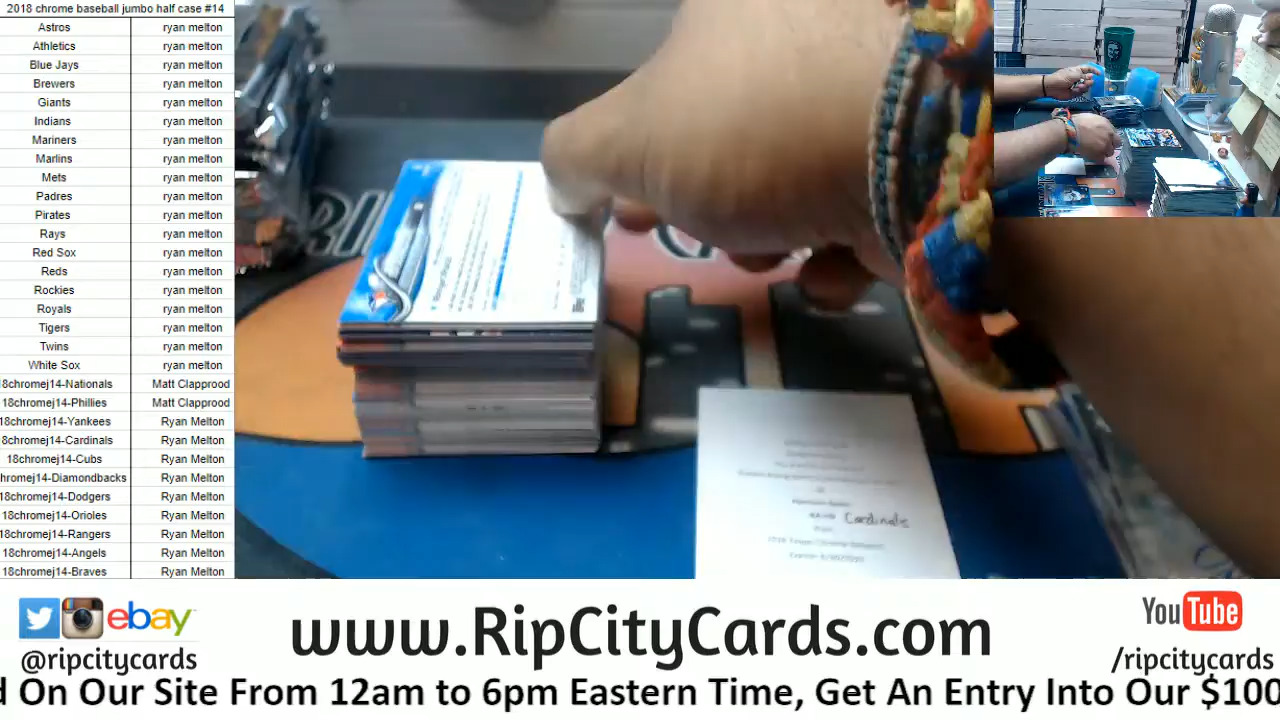 2018 chrome baseball jumbo half case #14
Astros ryan melton
Athletics ryan melton
Blue Jays ryan melton
Brewers ryan melton
Giants ryan melton
Indians ryan melton
Mariners ryan melton
Marlins ryan melton
Mets ryan melton
Padres ryan melton
Pirates ryan melton
Rays ryan melton
Red Sox ryan melton
Reds ryan melton
Rockies ryan melton
Royals ryan melton
Tigers ryan melton
Twins ryan melton
White Sox ryan melton
18chromej14-Nationals Matt Clapprood
18chromej14-Phillies Matt Clapprood
18chromej14-Yankees Ryan Melton
8chromej14-Cardinals Ryan Melton
18chromej14-Cubs Ryan Melton
hromej14-Diamondbacks Ryan Melton
18chromej14-Dodgers Ryan Melton
18chromej14-Orioles Ryan Melton
18chromej14-Rangers Ryan Melton
18chromej14-Angels Ryan Melton
18chromej14-Braves Ryan Melton
Cardinals
ebay
@ripcitycards
www.RipCityCards.com
YouTube
/ripcitycards
d On Our Site From 12am to 6pm Eastern Time, Get An Entry Into Our $100